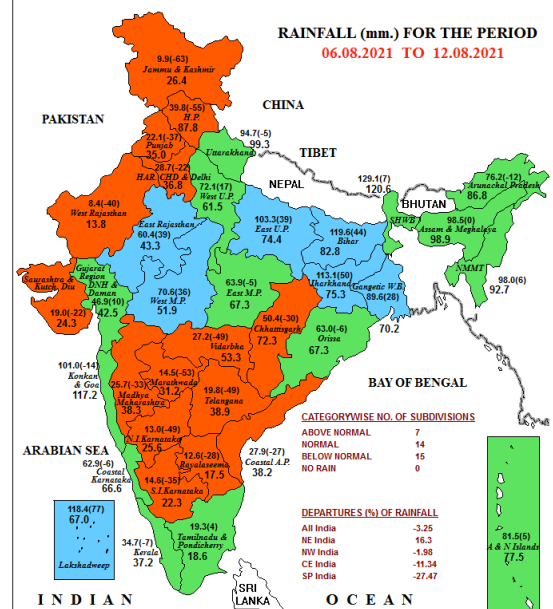 RAINFALL (mm.) FOR THE PERIOD
06.08.2021 TO 12.08.2021
9.9(-63)
Jammu & Kashmir
26.4
CHINA
PAKISTAN
39.8(-55)
H.P.
87.8
22.1(-37)
Punjab
35.0
94.7(-5)
99.3
Uttarakhand
TIBET
28.7(-22)
HAR. CHD & Delhi
36.8
NEPAL
129.1(7)
120.6
76.2(-12)
Arunachal Pradesh
86.8
72.1(17)
West U.P.
61.5
BHUTAN
8.4(-40)
West Rajasthan
13.8
East Rajasthan
60.4(39)
43.3
103.3(39)
East U.P.
74.4
119.6(44)
Bihar
82.8
SHWB
98.5(0)
Assam & Meghalaya
98.9
NMMT
98.0(6)
92.7
Saurashtra &
Kutch, Diu
19.0(-22)
24.3
Gujarat
Region
DNH &
Daman
46.9(10)
42.5
70.6(36)
West M.P.
51.9
63.9(-5)
East M.P.
67.3
113.1(50)
Jharkhand
75.3
Gangetic W.B.
89.6(28)
70.2
50.4(-30)
Chhattisgarh
72.3
63.0(-6)
Orissa
67.3
27.2(-49)
Vidarbha
53.3
101.0(-14)
Konkan
& Goa
117.2
25.7(-33)
Madhya
Maharashtra
38.3
14.5(-53)
Marathwada
31.2
19.8(-49)
Telangana
38.9
BAY OF BENGAL
CATEGORYWISE NO. OF SUBDIVISIONS
ABOVE NORMAL 7
NORMAL 14
BELOW NORMAL 15
NO RAIN 0
13.0(-49)
N.I.Karnataka
25.6
ARABIAN SEA
62.9(-6)
Coastal
Karnataka
66.6
12.6(-28)
Rayalaseema
17.5
27.9(-27)
Coastal A.P.
38.2
14.6(-35)
S.I.Karnataka
22.3
118.4(77)
67.0
Lakshadweep
34.7(-7)
Kerala
37.2
19.3(4)
Tamilnadu &
Pondicherry
18.6
DEPARTURES (%) OF RAINFALL
All India -3.25
NE India 16.3
NW India -1.98
CE India -11.34
SP India -27.47
81.5(5)
A & N Islands
77.5
SRI
LANKA
INDIAN OCEAN